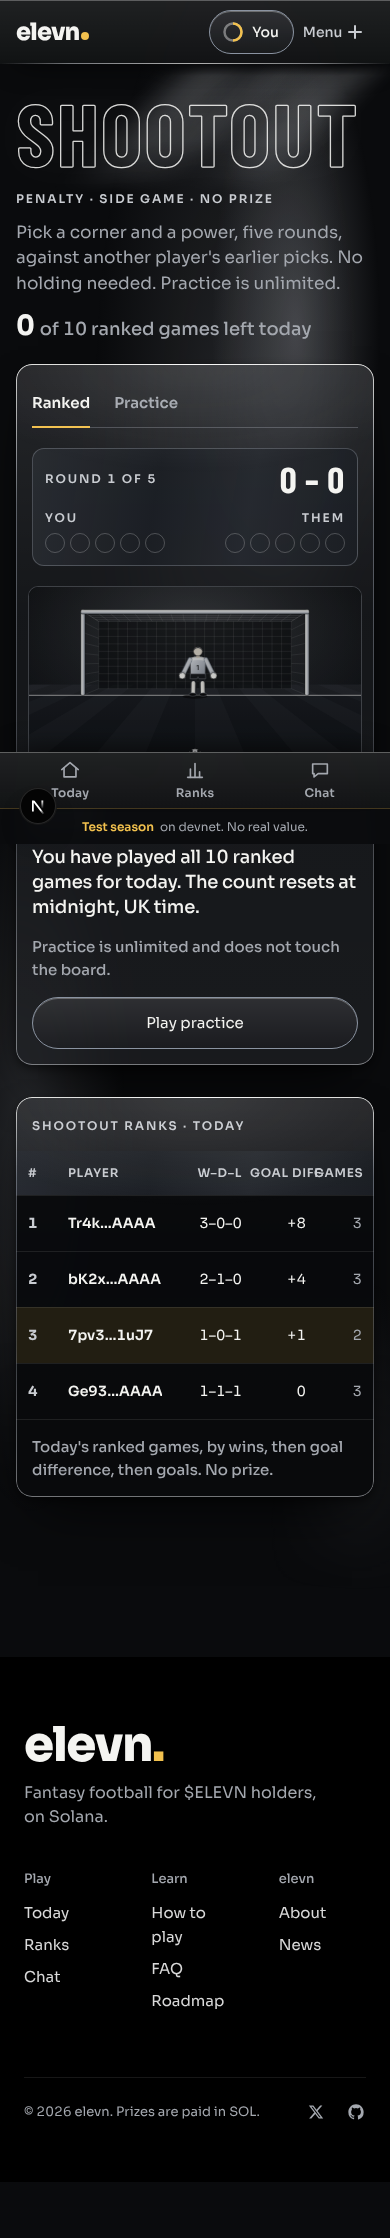 elevn.
You
Menu
SHOOTOUT
PENALTY · SIDE GAME · NO PRIZE
Pick a corner and a power, five rounds,
against another player's earlier picks. No
holding needed. Practice is unlimited.
0 of 10 ranked games left today
Ranked Practice
ROUND 1 OF 5
0 – 0
YOU THEM
1
Today Ranks Chat
N
Test season on devnet. No real value.
You have played all 10 ranked
games for today. The count resets at
midnight, UK time.
Practice is unlimited and does not touch
the board.
Play practice
SHOOTOUT RANKS · TODAY
# PLAYER W–D–L GOAL DIFF GAMES
1 Tr4k…AAAA 3–0–0 +8 3
2 bK2x…AAAA 2–1–0 +4 3
3 7pv3…1uJ7 1–0–1 +1 2
4 Ge93…AAAA 1–1–1 0 3
Today's ranked games, by wins, then goal
difference, then goals. No prize.
elevn.
Fantasy football for $ELEVN holders,
on Solana.
Play
Today
Ranks
Chat
Learn
How to
play
FAQ
Roadmap
elevn
About
News
© 2026 elevn. Prizes are paid in SOL.